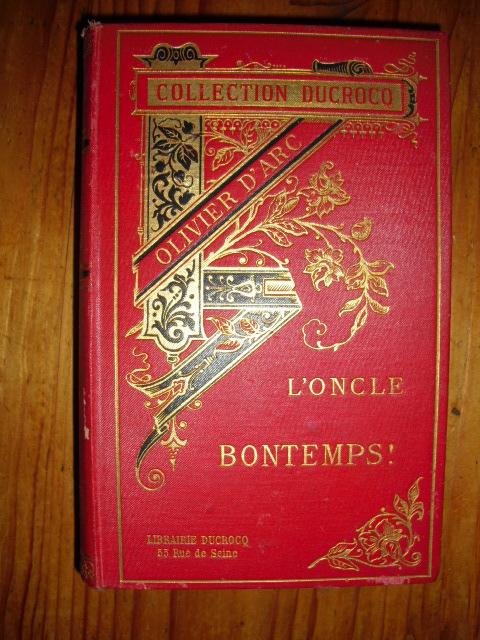 COLLECTION DUCROCQ
OLIVIER D'ARC
L'ONCLE
BONTEMPS!
LIBRAIRIE DUCROCQ
55 Rue de Seine